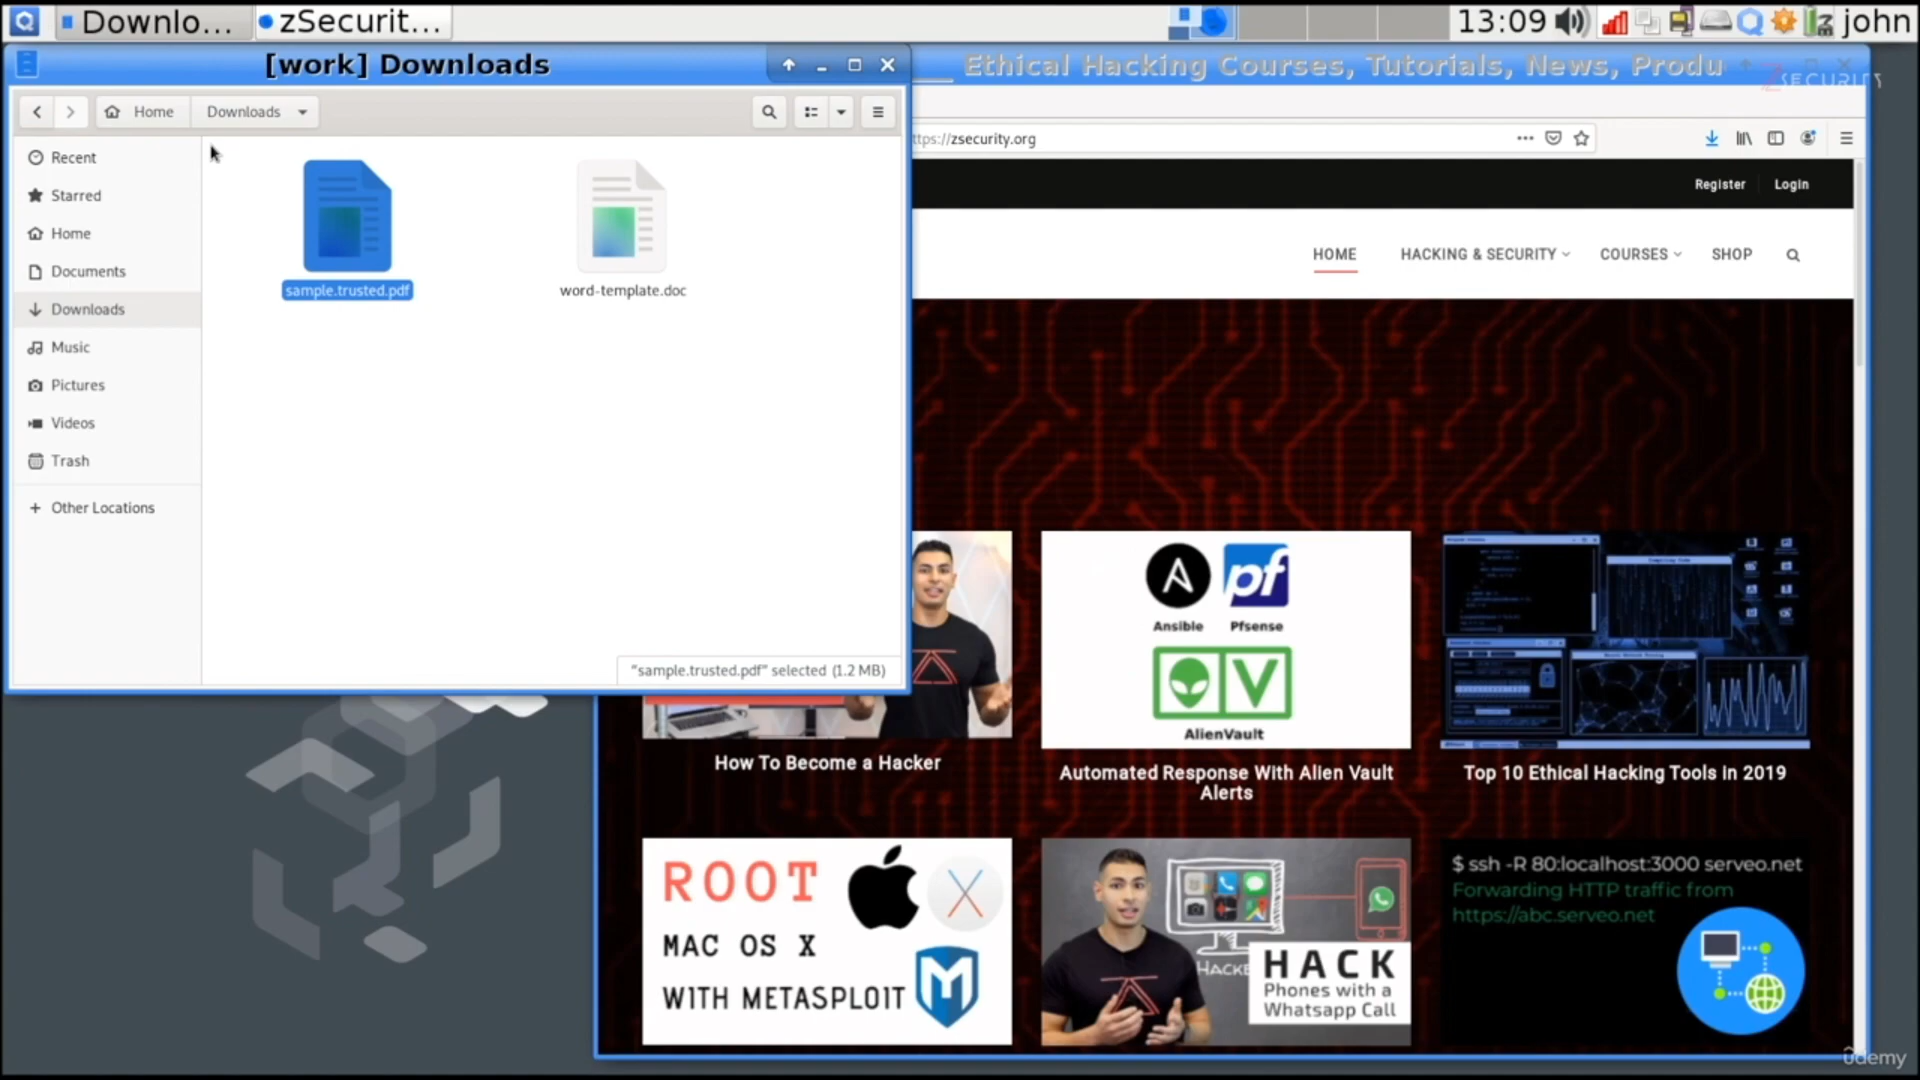 Downlo...
zSecurit...
13:09
john
[work] Downloads
Ethical Hacking Courses, Tutorials, News, Produ
ZSECURITY
Home
Downloads
ttps://zsecurity.org
Recent
Starred
Home
Documents
Downloads
Music
Pictures
Videos
Trash
+ Other Locations
sample.trusted.pdf
word-template.doc
"sample.trusted.pdf" selected (1.2 MB)
Register
Login
HOME
HACKING & SECURITY
COURSES
SHOP
Ansible
pf
Pfsense
V
AlienVault
How To Become a Hacker
Automated Response With Alien Vault
Alerts
Top 10 Ethical Hacking Tools in 2019
ROOT
X
MAC OS X
WITH METASPLOIT
M
HACKE
HACK
Phones with a
Whatsapp Call
$ ssh -R 80:localhost:3000 serveo.net
Forwarding HTTP traffic from
https://abc.serveo.net
ûdemy